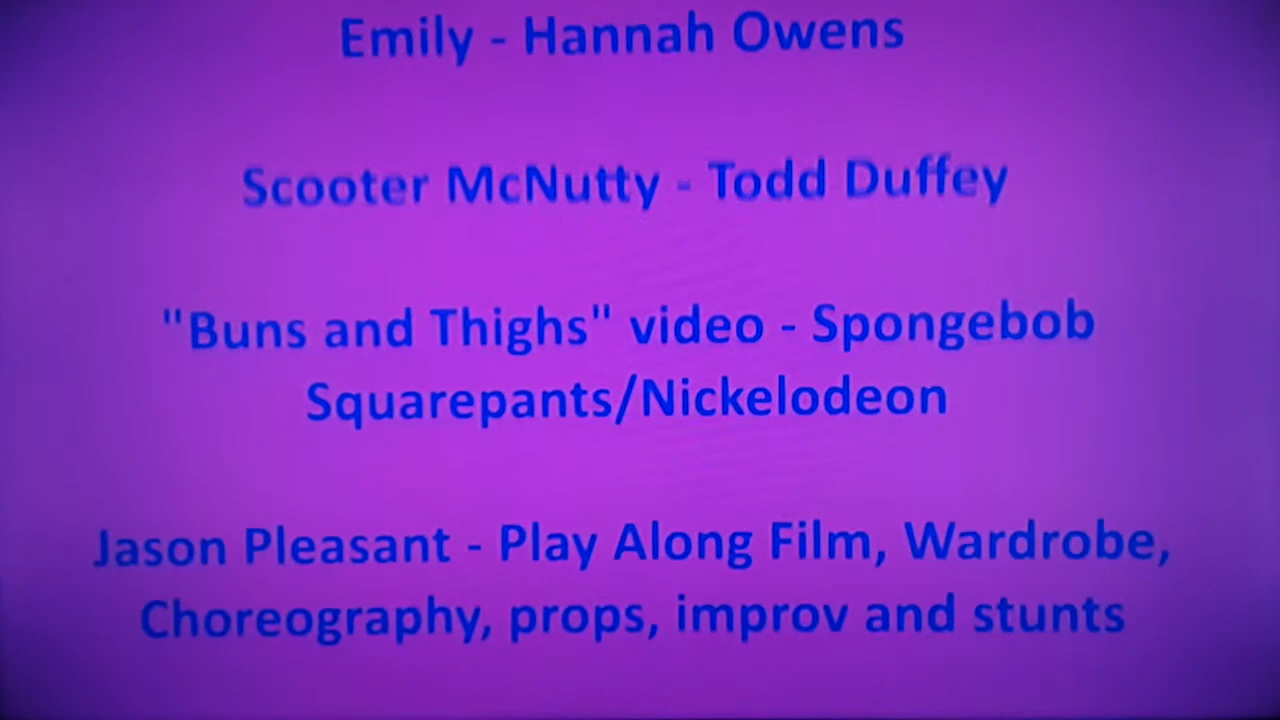 Emily - Hannah Owens
Scooter McNutty - Todd Duffey
"Buns and Thighs" video - Spongebob
Squarepants/Nickelodeon
Jason Pleasant - Play Along Film, Wardrobe,
Choreography, props, improv and stunts